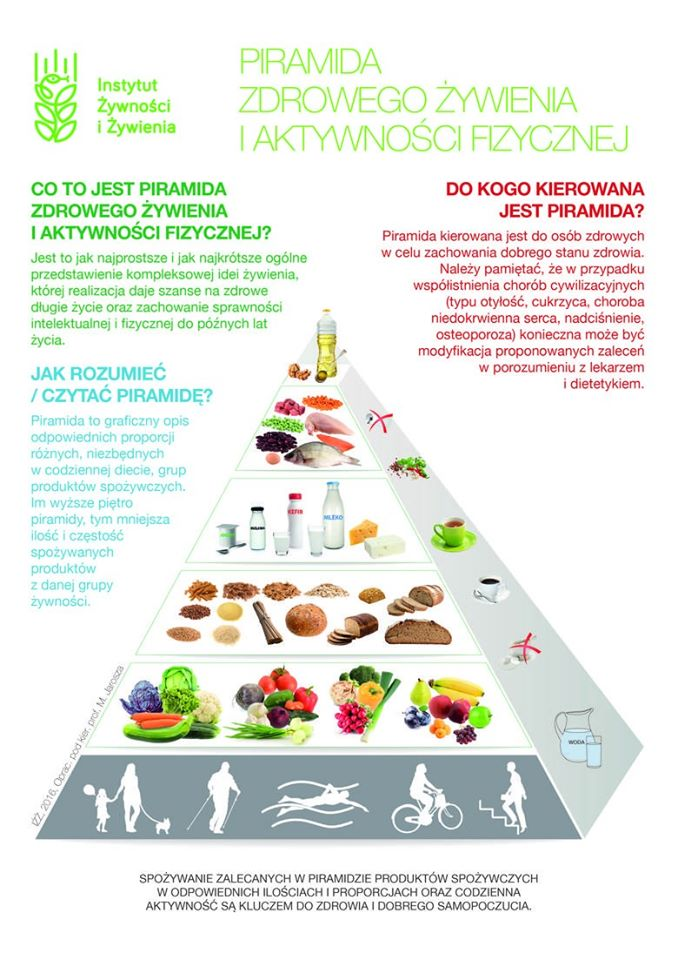 Instytut
Żywności
i Żywienia
PIRAMIDA
ZDROWEGO ŻYWIENIA
I AKTYWNOŚCI FIZYCZNEJ
CO TO JEST PIRAMIDA
ZDROWEGO ŻYWIENIA
I AKTYWNOŚCI FIZYCZNEJ?
Jest to jak najprostsze i jak najkrótsze ogólne
przedstawienie kompleksowej idei żywienia,
której realizacja daje szanse na zdrowe
długie życie oraz zachowanie sprawności
intelektualnej i fizycznej do późnych lat
życia.
DO KOGO KIEROWANA
JEST PIRAMIDA?
Piramida kierowana jest do osób zdrowych
w celu zachowania dobrego stanu zdrowia.
Należy pamiętać, że w przypadku
współistnienia chorób cywilizacyjnych
(typu otyłość, cukrzyca, choroba
niedokrwienna serca, nadciśnienie,
osteoporoza) konieczna może być
modyfikacja proponowanych zaleceń
w porozumieniu z lekarzem
i dietetykiem.
JAK ROZUMIEĆ
/ CZYTAĆ PIRAMIDĘ?
Piramida to graficzny opis
odpowiednich proporcji
różnych, niezbędnych
w codziennej diecie, grup
produktów spożywczych.
Im wyższe piętro
piramidy, tym mniejsza
ilość i częstość
spożywanych
produktów
z danej grupy
żywności.
KEFIR
MLEKO
WODA
IŻŻ, 2016, Oprac. pod kier. prof. M. Jarosza
SPOŻYWANIE ZALECANYCH W PIRAMIDZIE PRODUKTÓW SPOŻYWCZYCH
W ODPOWIEDNICH ILOŚCIACH I PROPORCJACH ORAZ CODZIENNA
AKTYWNOŚĆ SĄ KLUCZEM DO ZDROWIA I DOBREGO SAMOPOCZUCIA.